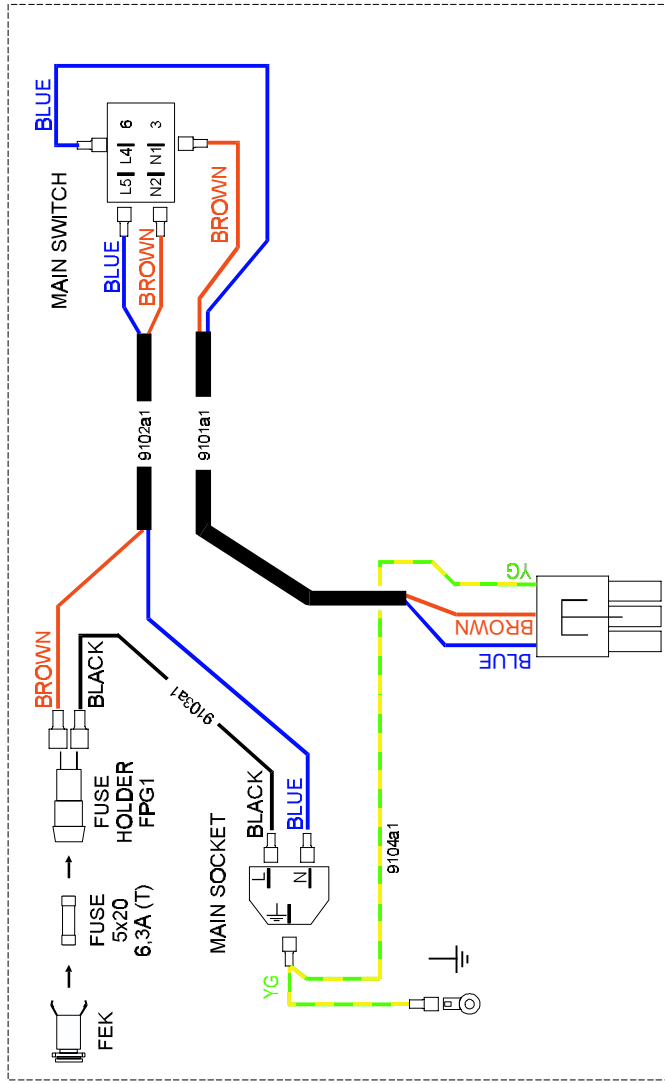 BLUE
MAIN SWITCH
L5 L4 6
N2 N1 3
BLUE
BROWN
BROWN
9102a1
9101a1
BROWN
BLACK
9103a1
FUSE
HOLDER
FPG1
FUSE
5x20
6,3A (T)
FEK
MAIN SOCKET
BLACK
BLUE
L
N
YG
9104a1
YG
BROWN
BLUE